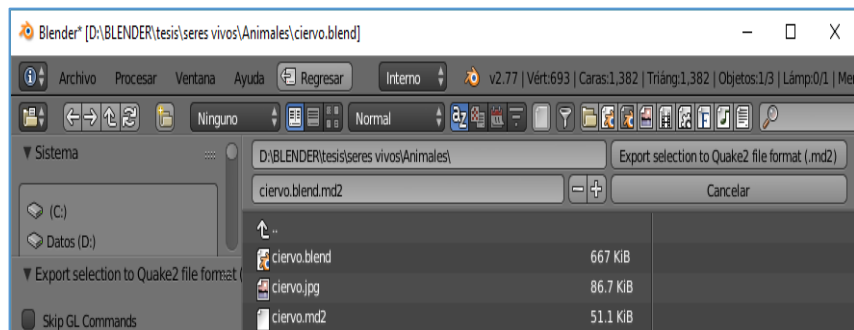 Blender* [D:\BLENDER\tesis\seres vivos\Animales\ciervo.blend]
Archivo Procesar Ventana Ayuda Regresar Interno v2.77 | Vért:693 | Caras:1,382 | Triáng:1,382 | Objetos:1/3 | Lámp:0/1 | Mer
Ninguno Normal
Sistema
D:\BLENDER\tesis\seres vivos\Animales\ Export selection to Quake2 file format (.md2)
ciervo.blend.md2 Cancelar
(C:)
..
Datos (D:)
ciervo.blend 667 KiB
Export selection to Quake2 file format (
ciervo.jpg 86.7 KiB
Skip GL Commands
ciervo.md2 51.1 KiB